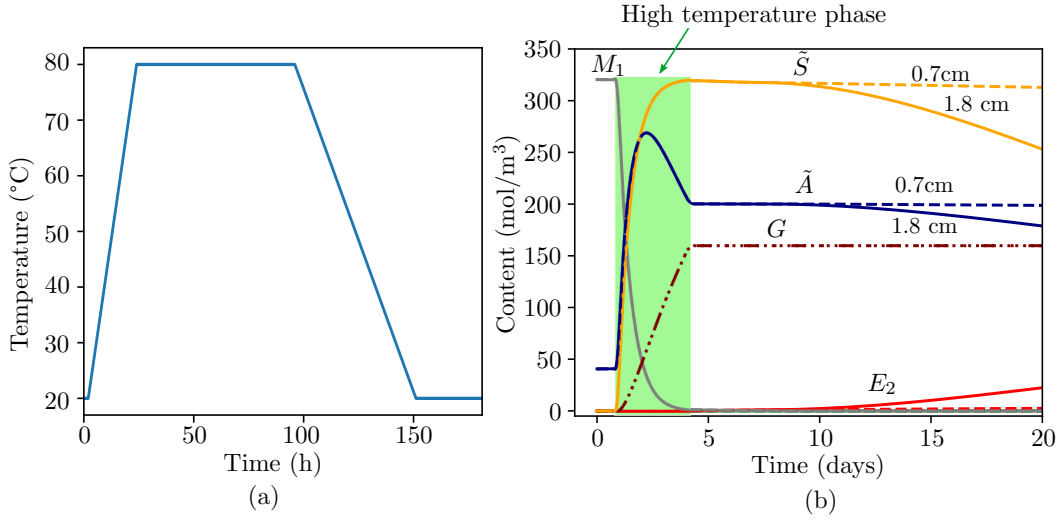 High temperature phase
80
70
60
50
40
30
20
0
50
100
150
Temperature (°C)
Time (h)
(a)
350
300
250
200
150
100
50
0
0
5
10
15
20
Content (mol/m³)
Time (days)
(b)
M₁
S̃
0.7cm
1.8 cm
Ã
0.7cm
1.8 cm
G
E₂